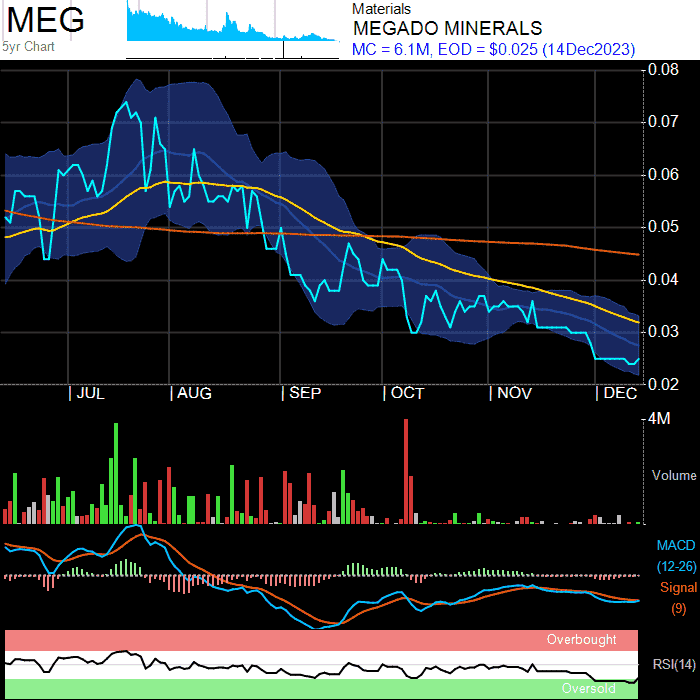 MEG
5yr Chart
Materials
MEGADO MINERALS
MC = 6.1M, EOD = $0.025 (14Dec2023)
0.08
0.07
0.06
0.05
0.04
0.03
0.02
JUL AUG SEP OCT NOV DEC
4M
Volume
MACD
(12-26)
Signal
(9)
Overbought
RSI(14)
Oversold